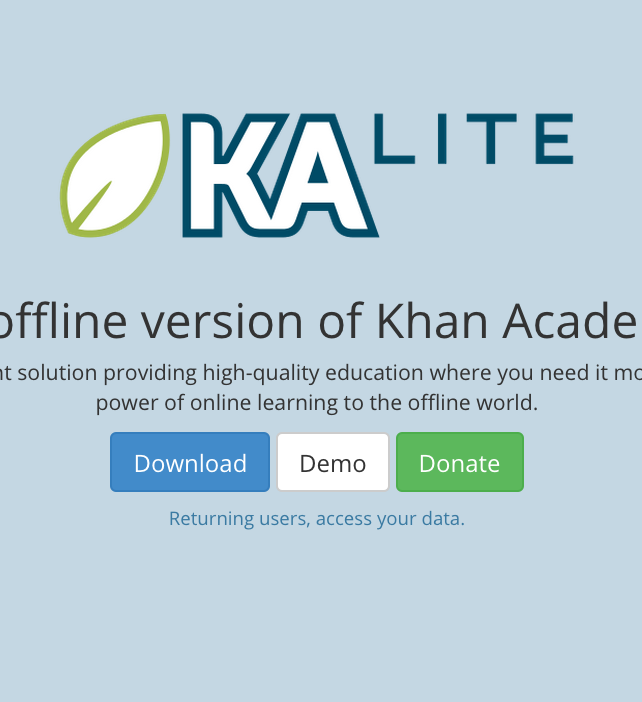 KA LITE
offline version of Khan Acade
nt solution providing high-quality education where you need it mo
power of online learning to the offline world.
Download Demo Donate
Returning users, access your data.